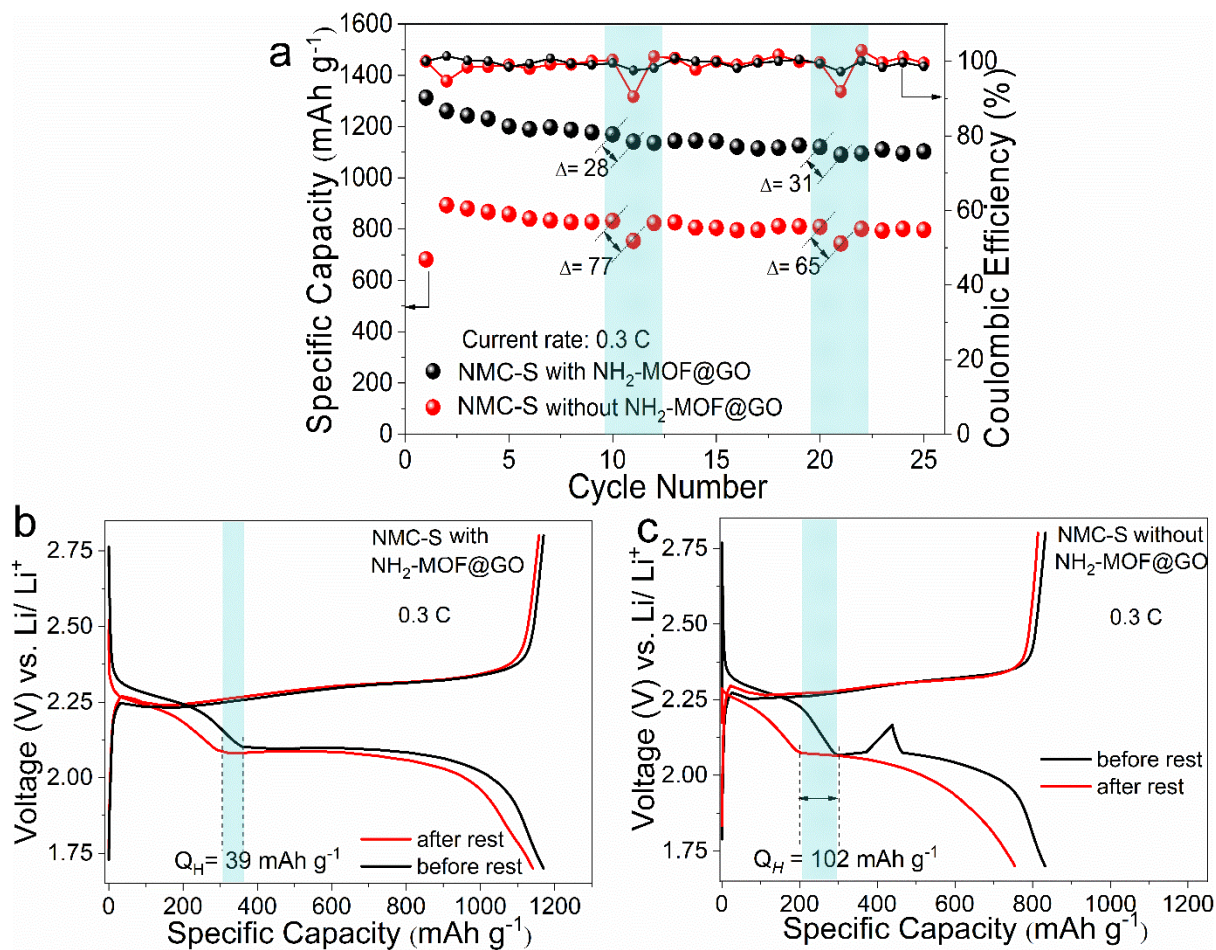 a
Specific Capacity (mAh g⁻¹)
1600
1400
1200
1000
800
600
400
200
0
100
80
60
40
20
0
Coulombic Efficiency (%)
Δ= 28
Δ= 31
Δ= 77
Δ= 65
Current rate: 0.3 C
NMC-S with NH₂-MOF@GO
NMC-S without NH₂-MOF@GO
0 5 10 15 20 25
Cycle Number
b
Voltage (V) vs. Li/ Li⁺
2.75
2.50
2.25
2.00
1.75
NMC-S with
NH₂-MOF@GO
0.3 C
after rest
before rest
Q_H= 39 mAh g⁻¹
0 200 400 600 800 1000 1200
Specific Capacity (mAh g⁻¹)
c
Voltage (V) vs. Li/ Li⁺
2.75
2.50
2.25
2.00
1.75
NMC-S without
NH₂-MOF@GO
0.3 C
before rest
after rest
Q_H = 102 mAh g⁻¹
0 200 400 600 800 1000 1200
Specific Capacity (mAh g⁻¹)